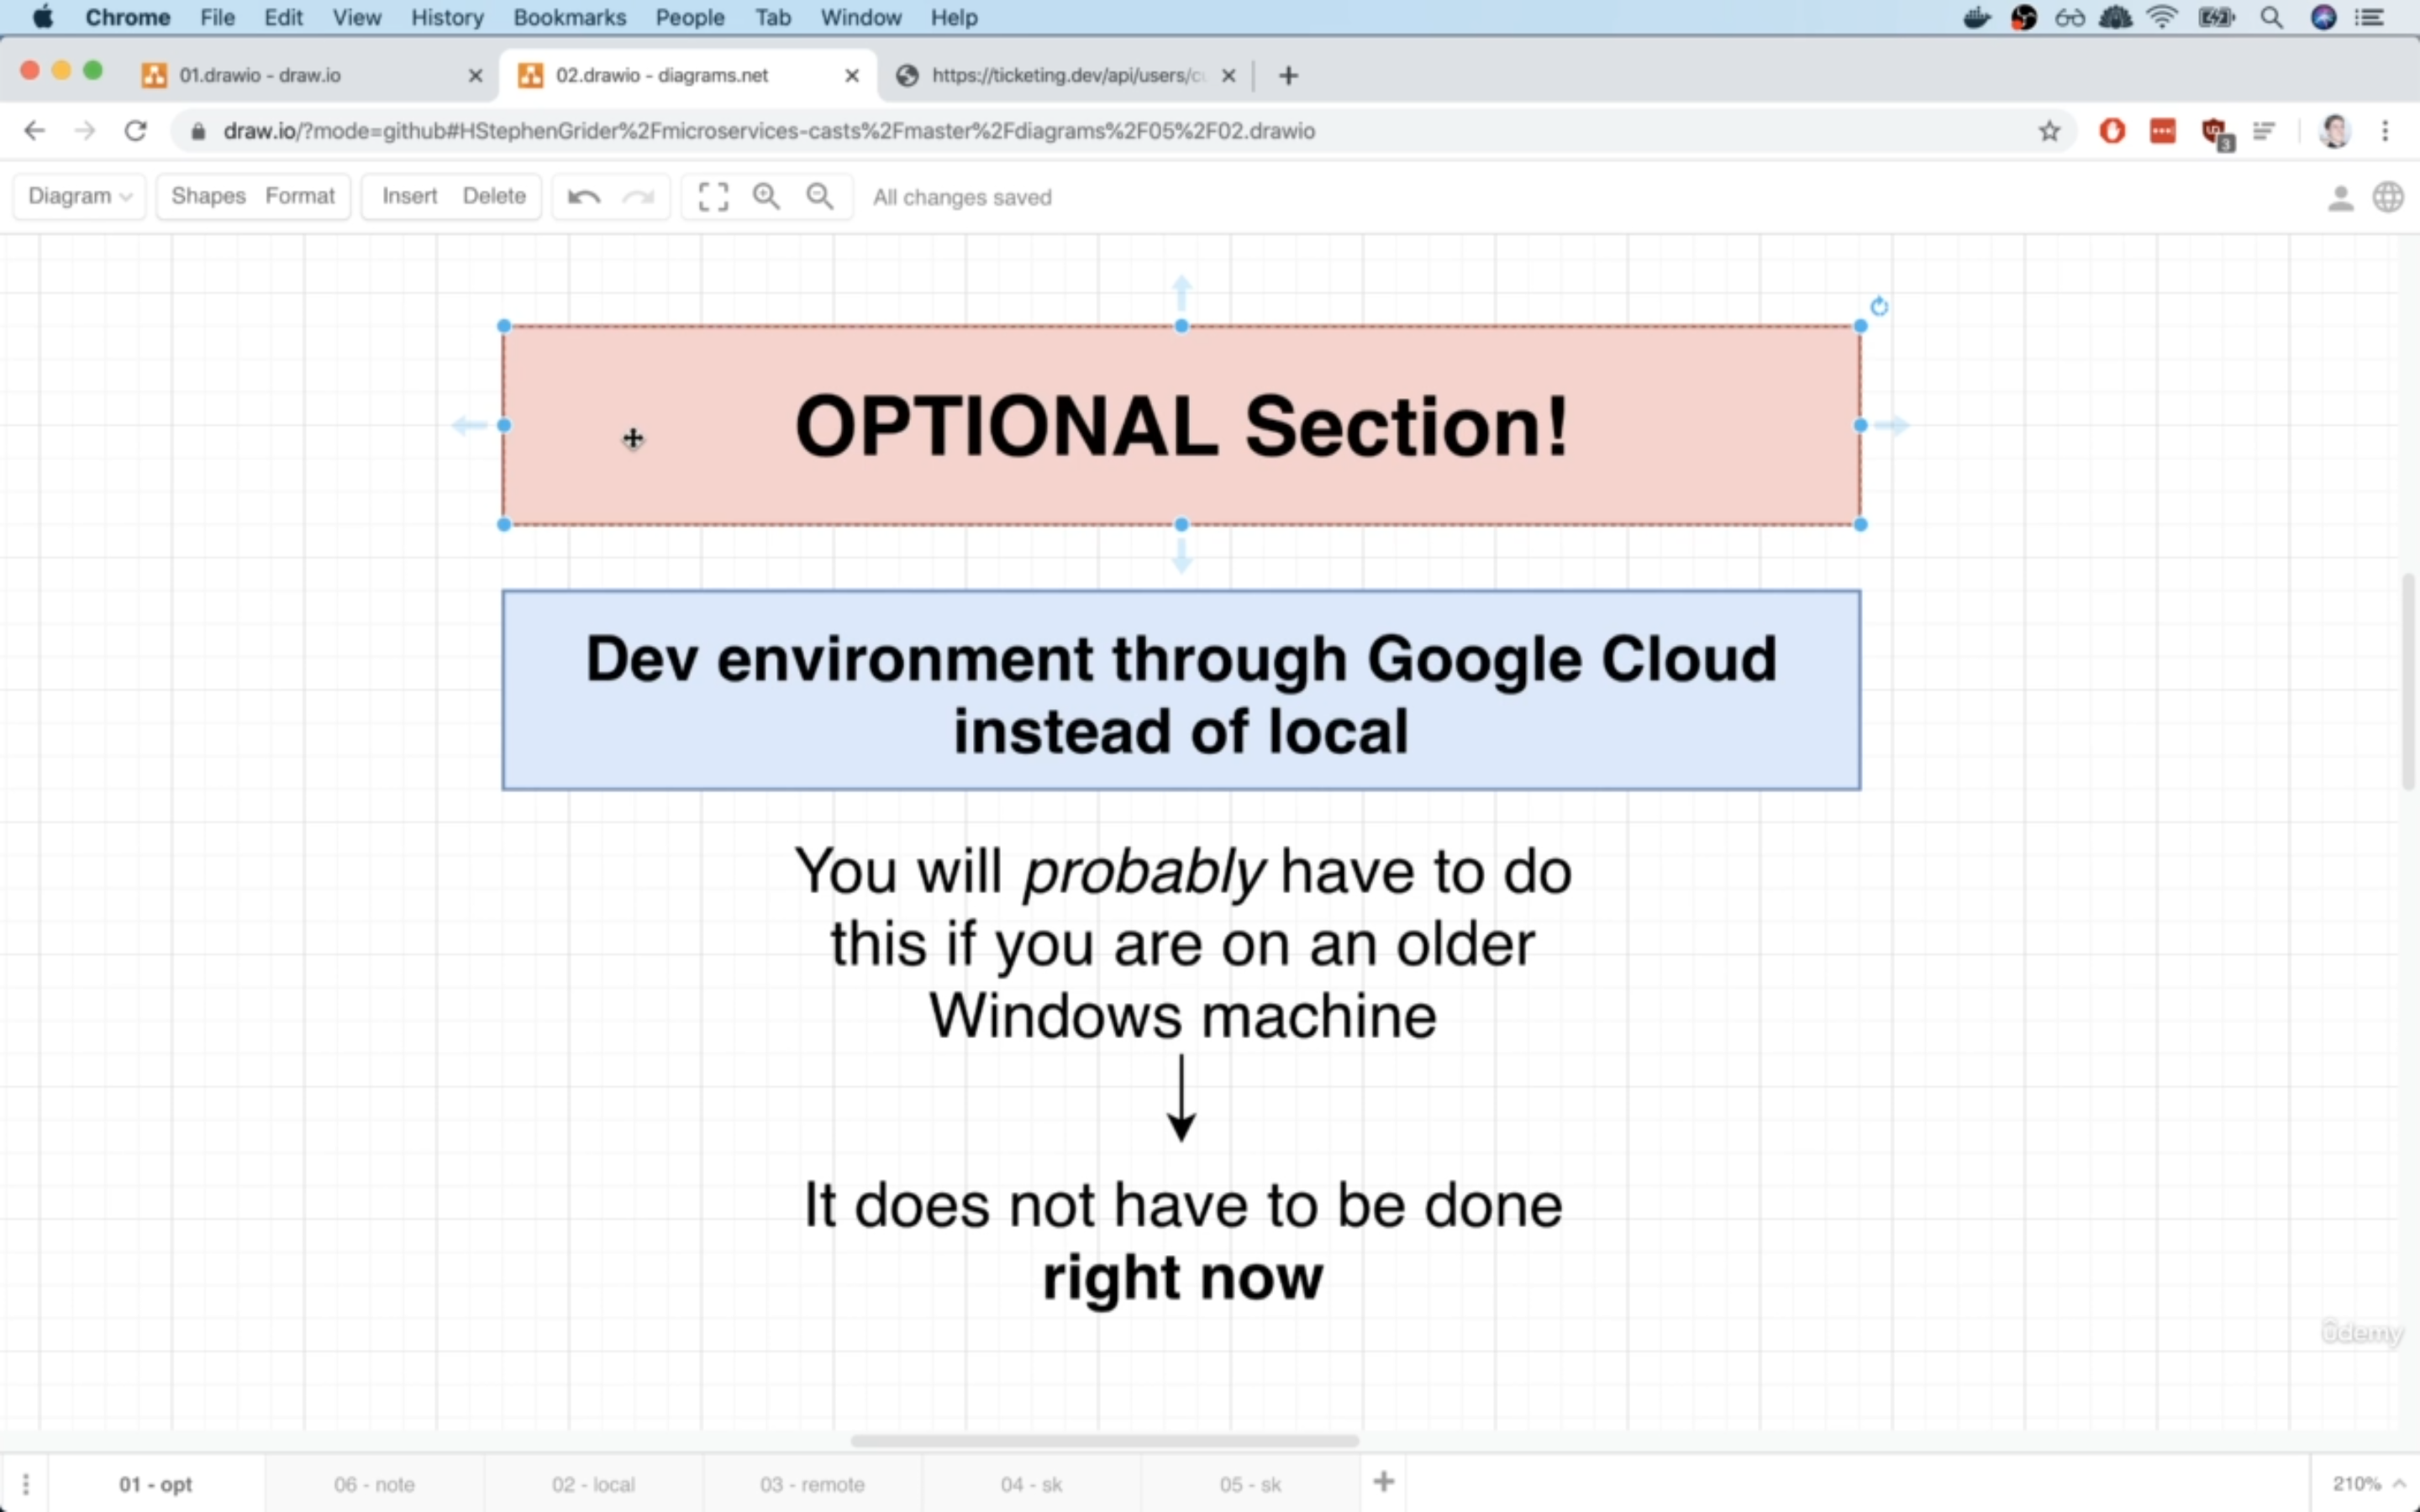 Chrome File Edit View History Bookmarks People Tab Window Help
01.drawio - draw.io
02.drawio - diagrams.net
https://ticketing.dev/api/users/
draw.io/?mode=github#HStephenGrider%2Fmicroservices-casts%2Fmaster%2Fdiagrams%2F05%2F02.drawio
3
Diagram Shapes Format Insert Delete All changes saved
OPTIONAL Section!
Dev environment through Google Cloud
instead of local
You will probably have to do
this if you are on an older
Windows machine
It does not have to be done
right now
ûdemy
01 - opt 06 - note 02 - local 03 - remote 04 - sk 05 - sk
210%